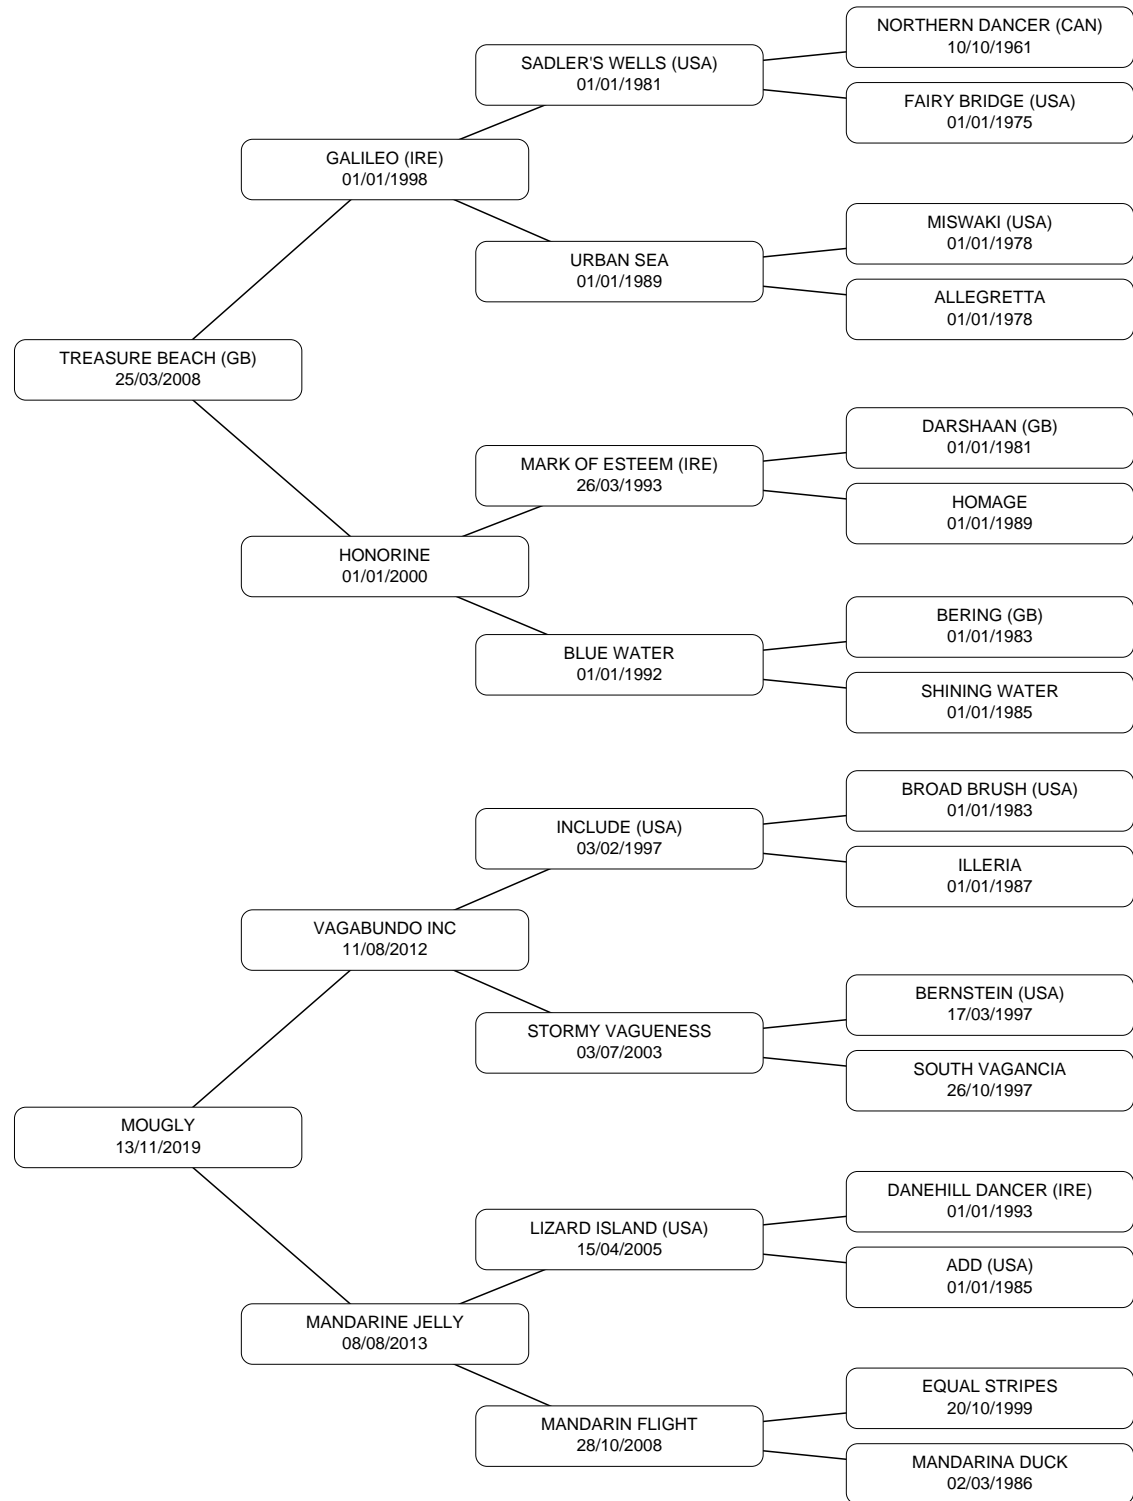 NORTHERN DANCER (CAN)
10/10/1961
SADLER'S WELLS (USA)
01/01/1981
FAIRY BRIDGE (USA)
01/01/1975
GALILEO (IRE)
01/01/1998
MISWAKI (USA)
01/01/1978
URBAN SEA
01/01/1989
ALLEGRETTA
01/01/1978
TREASURE BEACH (GB)
25/03/2008
DARSHAAN (GB)
01/01/1981
MARK OF ESTEEM (IRE)
26/03/1993
HOMAGE
01/01/1989
HONORINE
01/01/2000
BERING (GB)
01/01/1983
BLUE WATER
01/01/1992
SHINING WATER
01/01/1985
BROAD BRUSH (USA)
01/01/1983
INCLUDE (USA)
03/02/1997
ILLERIA
01/01/1987
VAGABUNDO INC
11/08/2012
BERNSTEIN (USA)
17/03/1997
STORMY VAGUENESS
03/07/2003
SOUTH VAGANCIA
26/10/1997
MOUGLY
13/11/2019
DANEHILL DANCER (IRE)
01/01/1993
LIZARD ISLAND (USA)
15/04/2005
ADD (USA)
01/01/1985
MANDARINE JELLY
08/08/2013
EQUAL STRIPES
20/10/1999
MANDARIN FLIGHT
28/10/2008
MANDARINA DUCK
02/03/1986